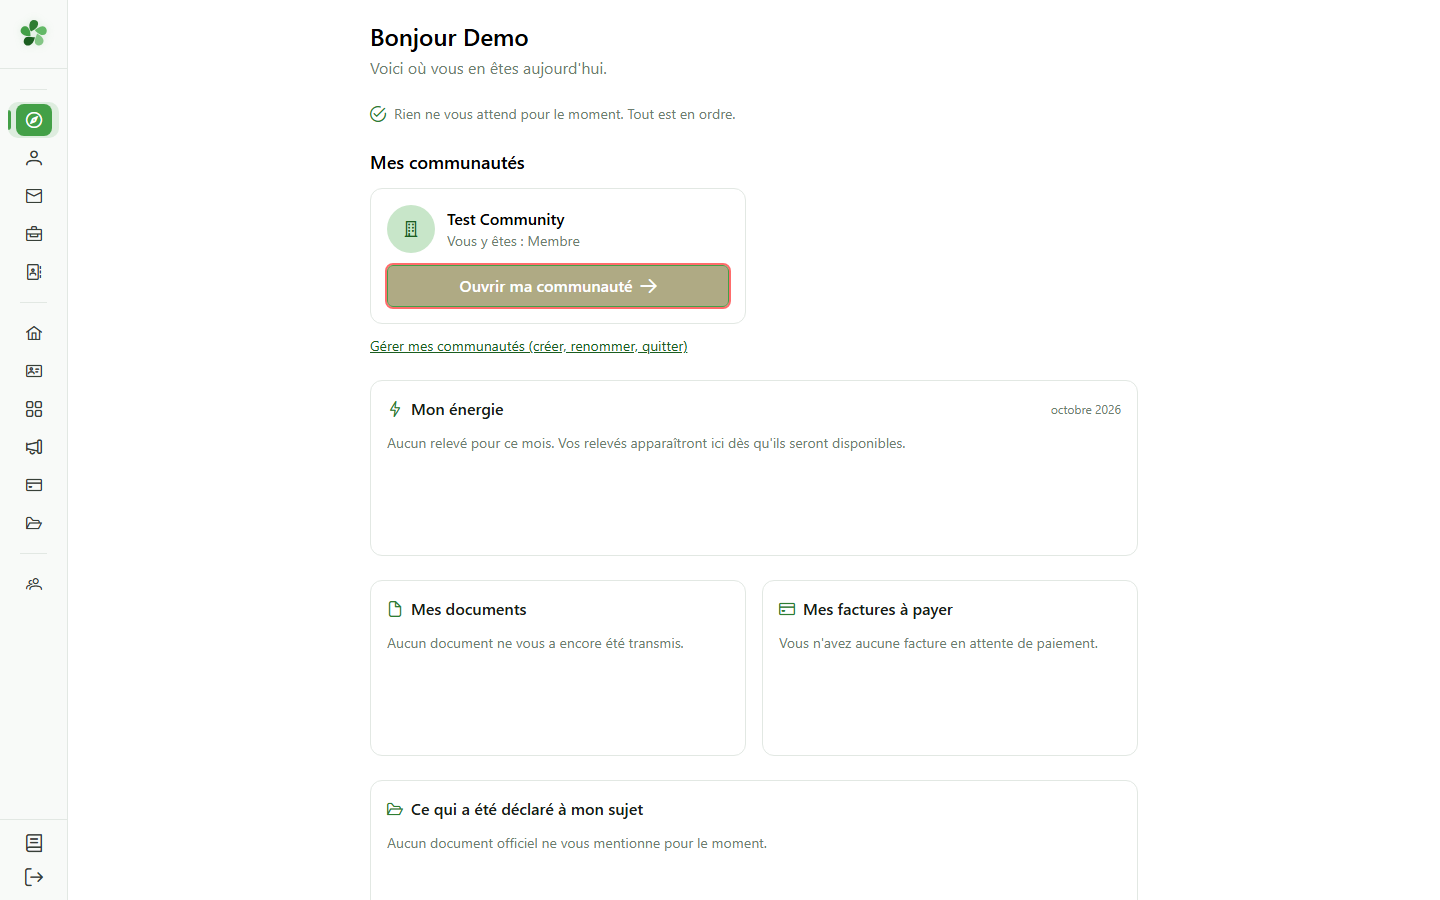 Bonjour Demo
Voici où vous en êtes aujourd'hui.
Rien ne vous attend pour le moment. Tout est en ordre.
Mes communautés
Test Community
Vous y êtes : Membre
Ouvrir ma communauté
Gérer mes communautés (créer, renommer, quitter)
Mon énergie
octobre 2026
Aucun relevé pour ce mois. Vos relevés apparaîtront ici dès qu'ils seront disponibles.
Mes documents
Aucun document ne vous a encore été transmis.
Mes factures à payer
Vous n'avez aucune facture en attente de paiement.
Ce qui a été déclaré à mon sujet
Aucun document officiel ne vous mentionne pour le moment.